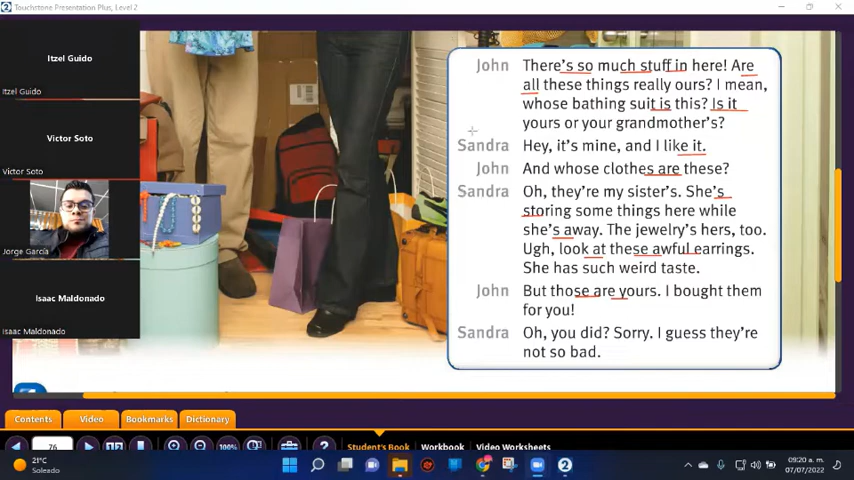 Touchstone Presentation Plus, Level 2
Itzel Guido
Itzel Guido
Victor Soto
Victor Soto
Jorge García
Isaac Maldonado
Isaac Maldonado
John There's so much stuff in here! Are
all these things really ours? I mean,
whose bathing suit is this? Is it
yours or your grandmother's?
Sandra Hey, it's mine, and I like it.
John And whose clothes are these?
Sandra Oh, they're my sister's. She's
storing some things here while
she's away. The jewelry's hers, too.
Ugh, look at these awful earrings.
She has such weird taste.
John But those are yours. I bought them
for you!
Sandra Oh, you did? Sorry. I guess they're
not so bad.
Contents Video Bookmarks Dictionary
76 100% Student's Book Workbook Video Worksheets
21°C
Soleado
09:20 a. m.
07/07/2022